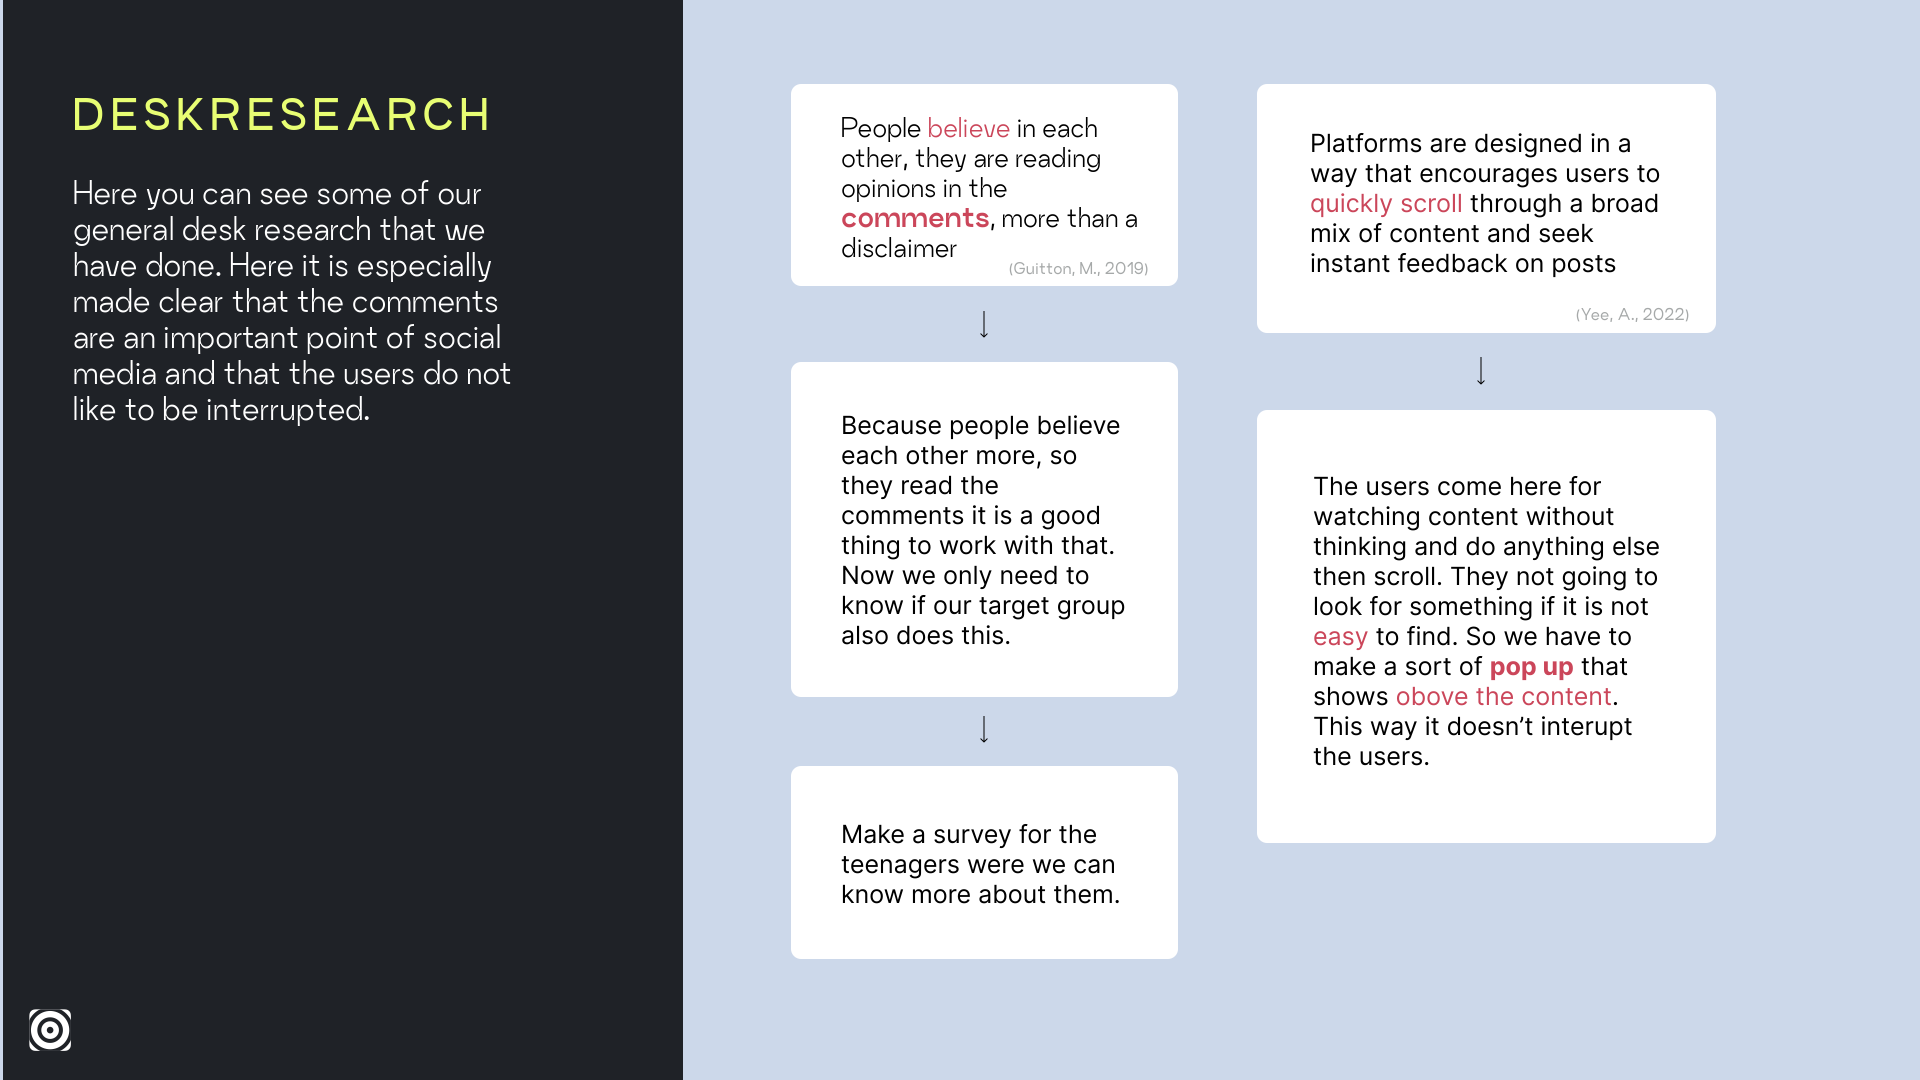 DESKRESEARCH
Here you can see some of our
general desk research that we
have done. Here it is especially
made clear that the comments
are an important point of social
media and that the users do not
like to be interrupted.
People believe in each
other, they are reading
opinions in the
comments, more than a
disclaimer
(Guitton, M., 2019)
↓
Because people believe
each other more, so
they read the
comments it is a good
thing to work with that.
Now we only need to
know if our target group
also does this.
↓
Make a survey for the
teenagers were we can
know more about them.
Platforms are designed in a
way that encourages users to
quickly scroll through a broad
mix of content and seek
instant feedback on posts
(Yee, A., 2022)
↓
The users come here for
watching content without
thinking and do anything else
then scroll. They not going to
look for something if it is not
easy to find. So we have to
make a sort of pop up that
shows obove the content.
This way it doesn’t interupt
the users.